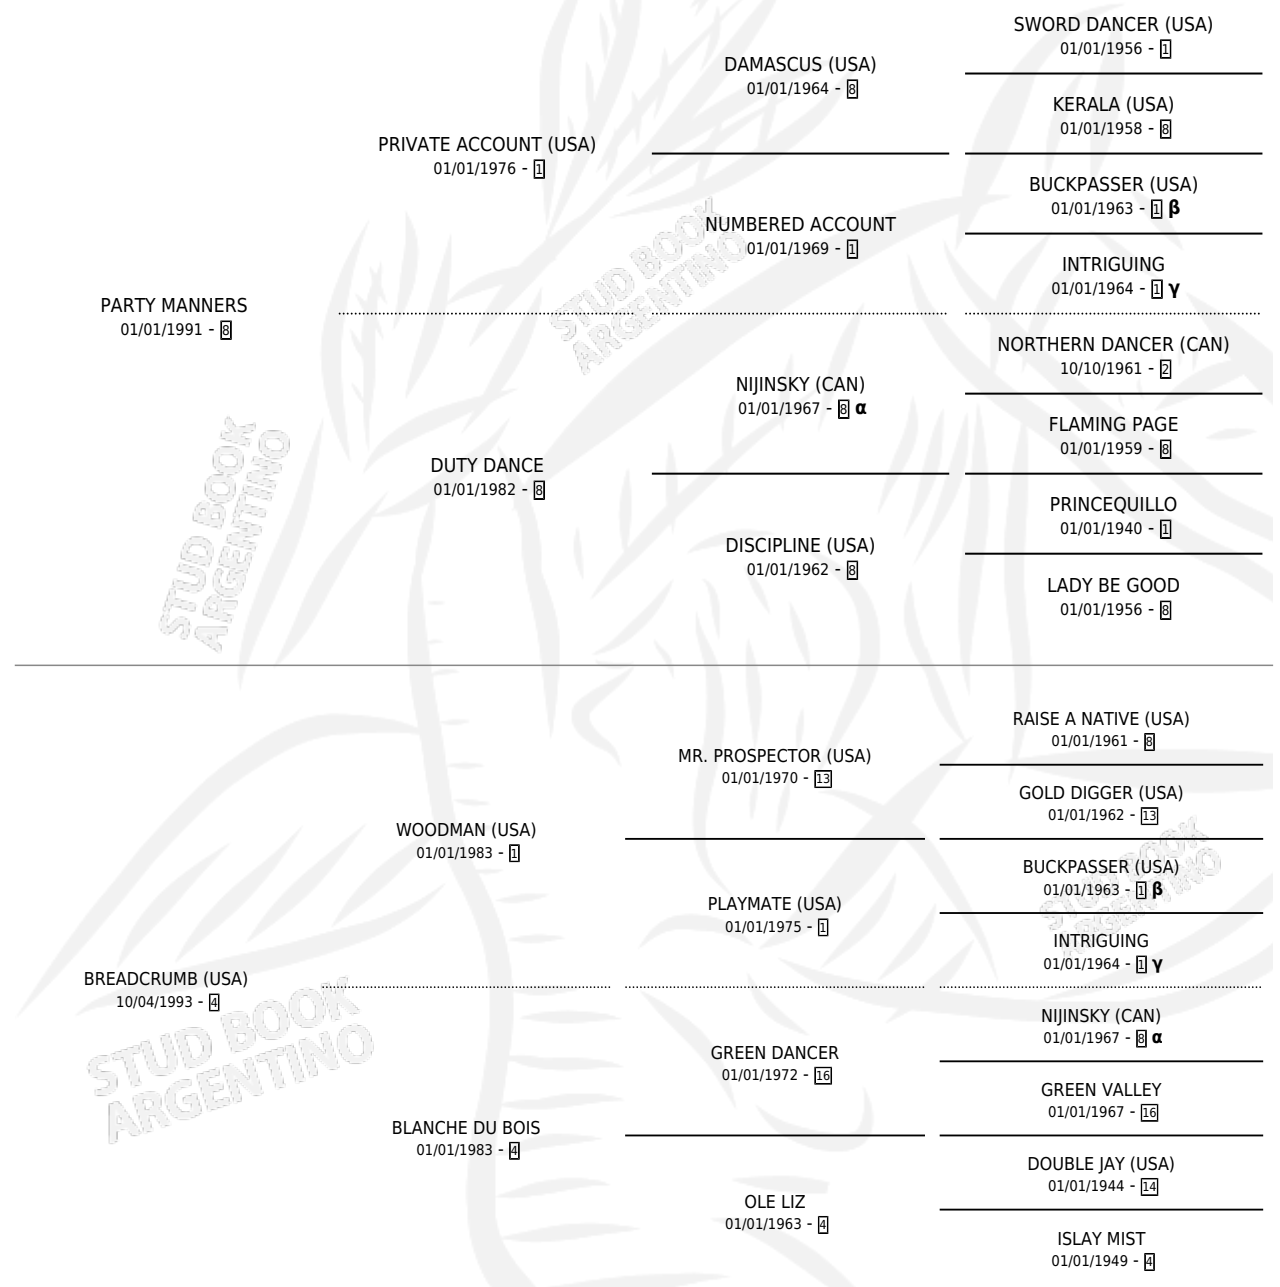 SWORD DANCER (USA)
01/01/1956 - 1
DAMASCUS (USA)
01/01/1964 - 8
KERALA (USA)
01/01/1958 - 8
PRIVATE ACCOUNT (USA)
01/01/1976 - 1
BUCKPASSER (USA)
01/01/1963 - 1 β
NUMBERED ACCOUNT
01/01/1969 - 1
INTRIGUING
01/01/1964 - 1 γ
PARTY MANNERS
01/01/1991 - 8
STUD BOOK
ARGENTINO
NORTHERN DANCER (CAN)
10/10/1961 - 2
NIJINSKY (CAN)
01/01/1967 - 8 α
FLAMING PAGE
01/01/1959 - 8
DUTY DANCE
01/01/1982 - 8
PRINCEQUILLO
01/01/1940 - 1
STUD BOOK
ARGENTINO
DISCIPLINE (USA)
01/01/1962 - 8
LADY BE GOOD
01/01/1956 - 8
RAISE A NATIVE (USA)
01/01/1961 - 8
MR. PROSPECTOR (USA)
01/01/1970 - 13
GOLD DIGGER (USA)
01/01/1962 - 13
WOODMAN (USA)
01/01/1983 - 1
BUCKPASSER (USA)
01/01/1963 - 1 β
STUD BOOK
ARGENTINO
PLAYMATE (USA)
01/01/1975 - 1
INTRIGUING
01/01/1964 - 1 γ
BREADCRUMB (USA)
10/04/1993 - 4
STUD BOOK
ARGENTINO
NIJINSKY (CAN)
01/01/1967 - 8 α
GREEN DANCER
01/01/1972 - 16
GREEN VALLEY
01/01/1967 - 16
BLANCHE DU BOIS
01/01/1983 - 4
DOUBLE JAY (USA)
01/01/1944 - 14
OLE LIZ
01/01/1963 - 4
ISLAY MIST
01/01/1949 - 4